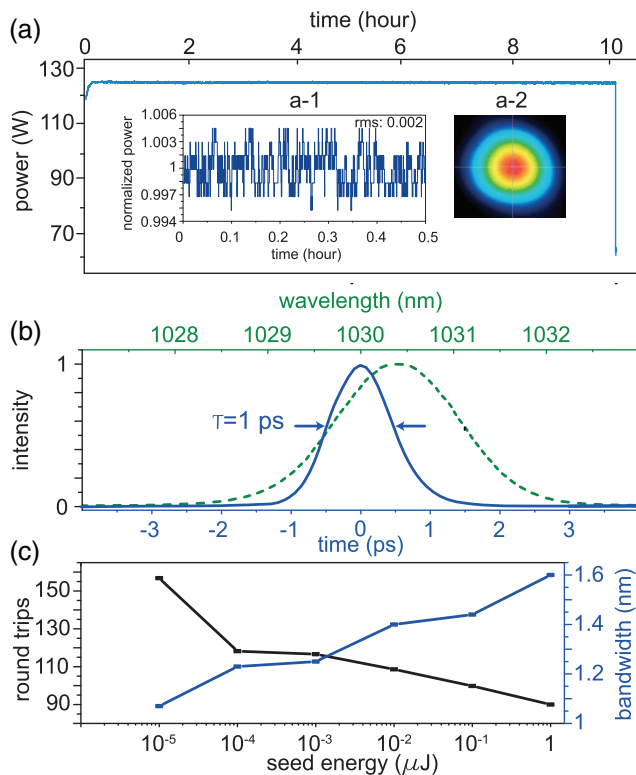 (a)
time (hour)
0 2 4 6 8 10
130
110
90
70
power (W)
a-1
a-2
1.006
1.003
1.000
0.997
0.994
normalized power
rms: 0.002
0 0.1 0.2 0.3 0.4 0.5
time (hour)
wavelength (nm)
(b)
1028 1029 1030 1031 1032
1
0
intensity
τ=1 ps
-3 -2 -1 0 1 2 3
time (ps)
(c)
150
130
110
90
round trips
1.6
1.4
1.2
1
bandwidth (nm)
10⁻⁵ 10⁻⁴ 10⁻³ 10⁻² 10⁻¹ 1
seed energy (μJ)